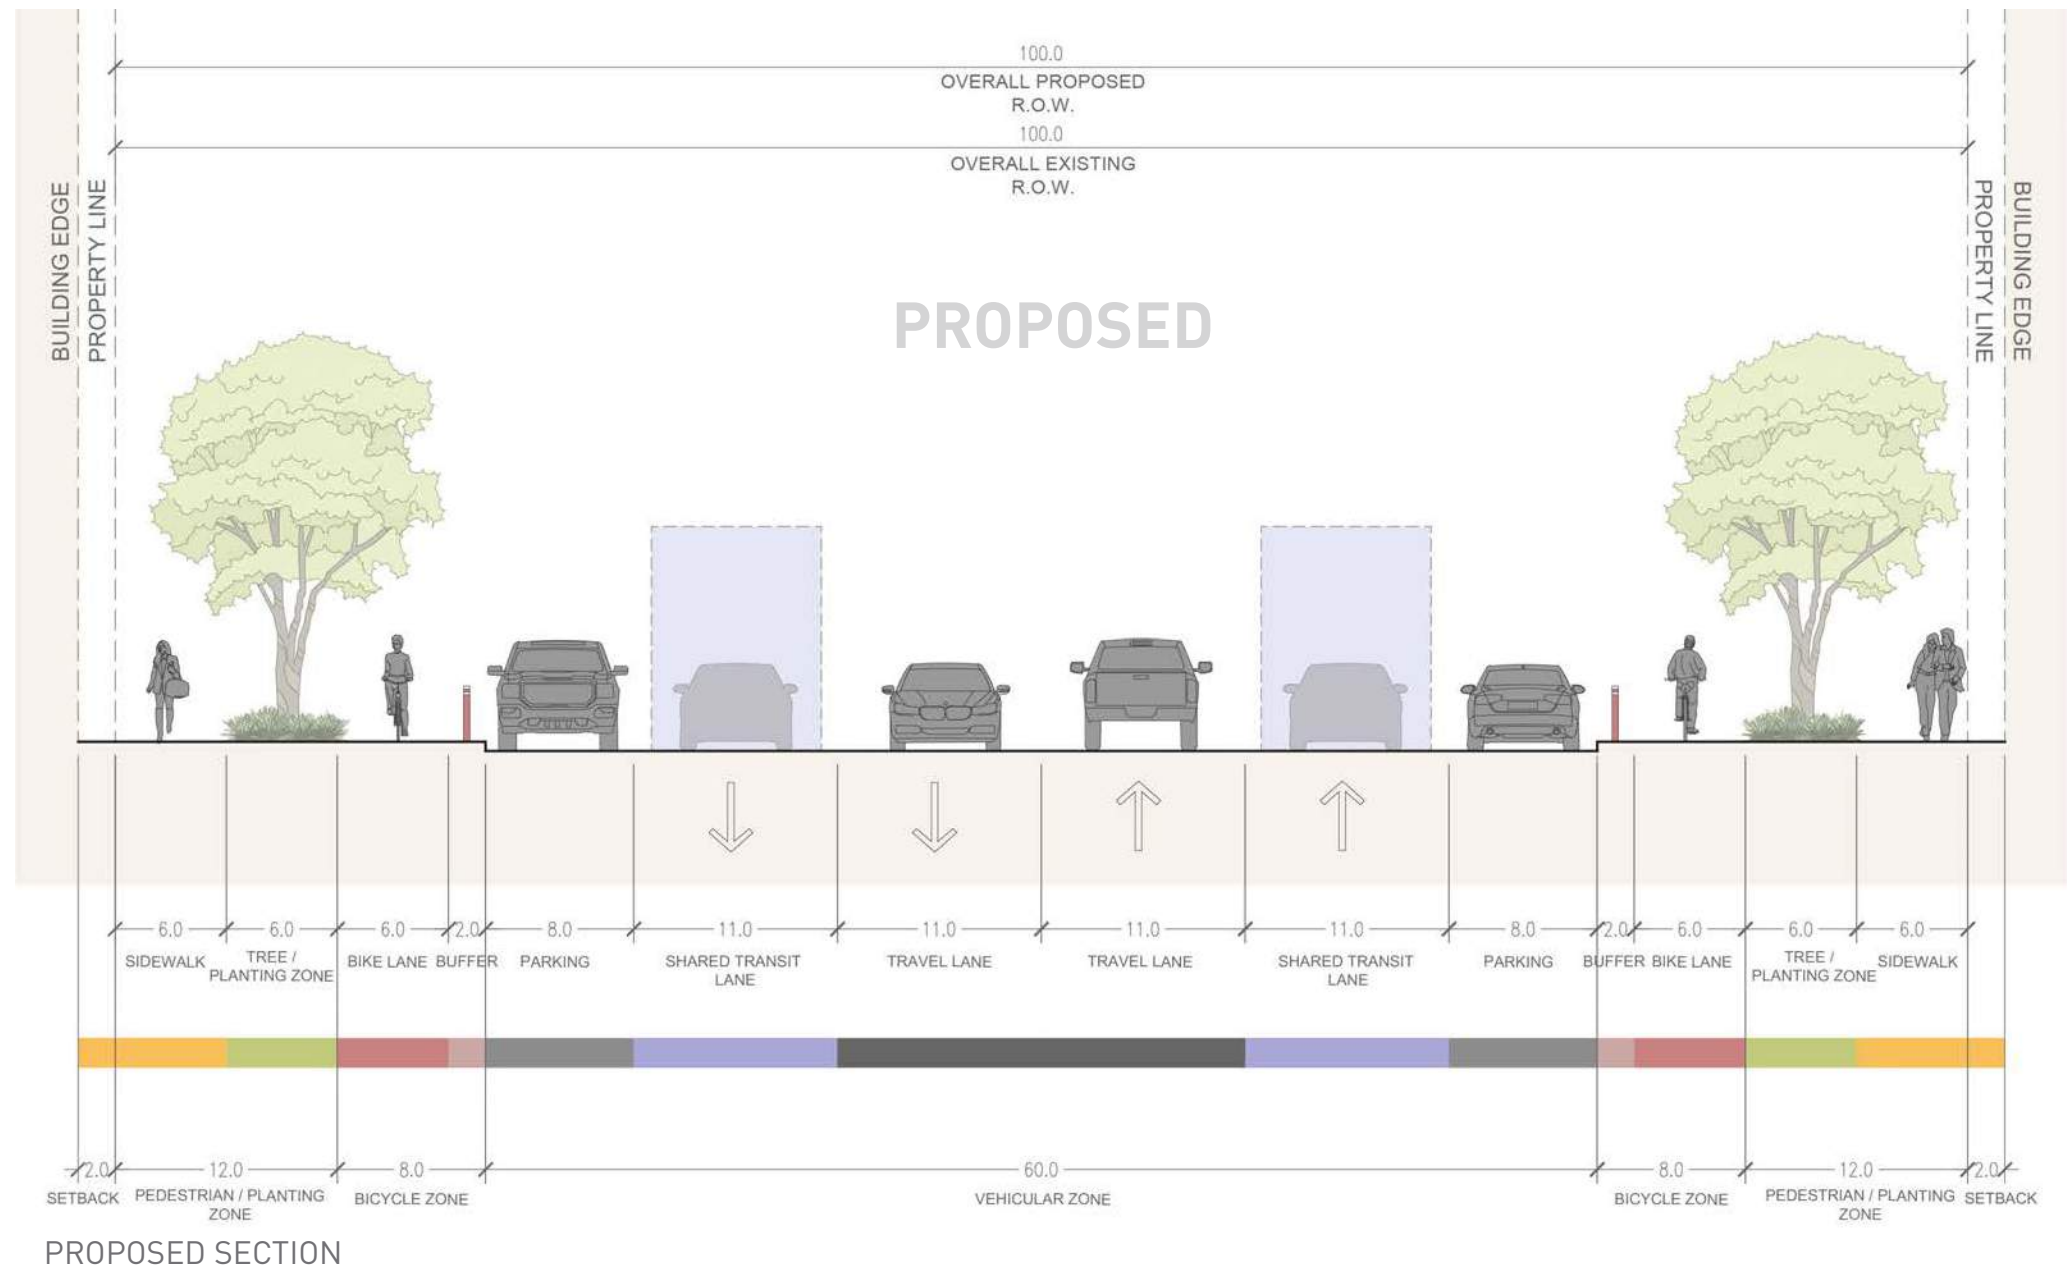 100.0
OVERALL PROPOSED
R.O.W.
100.0
OVERALL EXISTING
R.O.W.
BUILDING EDGE
PROPERTY LINE
PROPERTY LINE
BUILDING EDGE
PROPOSED
6.0
6.0
6.0
2.0
8.0
11.0
11.0
11.0
11.0
8.0
2.0
6.0
6.0
6.0
SIDEWALK
TREE /
PLANTING ZONE
BIKE LANE
BUFFER
PARKING
SHARED TRANSIT
LANE
TRAVEL LANE
TRAVEL LANE
SHARED TRANSIT
LANE
PARKING
BUFFER
BIKE LANE
TREE /
PLANTING ZONE
SIDEWALK
2.0
12.0
8.0
60.0
8.0
12.0
2.0
SETBACK
PEDESTRIAN / PLANTING
ZONE
BICYCLE ZONE
VEHICULAR ZONE
BICYCLE ZONE
PEDESTRIAN / PLANTING
ZONE
SETBACK
PROPOSED SECTION